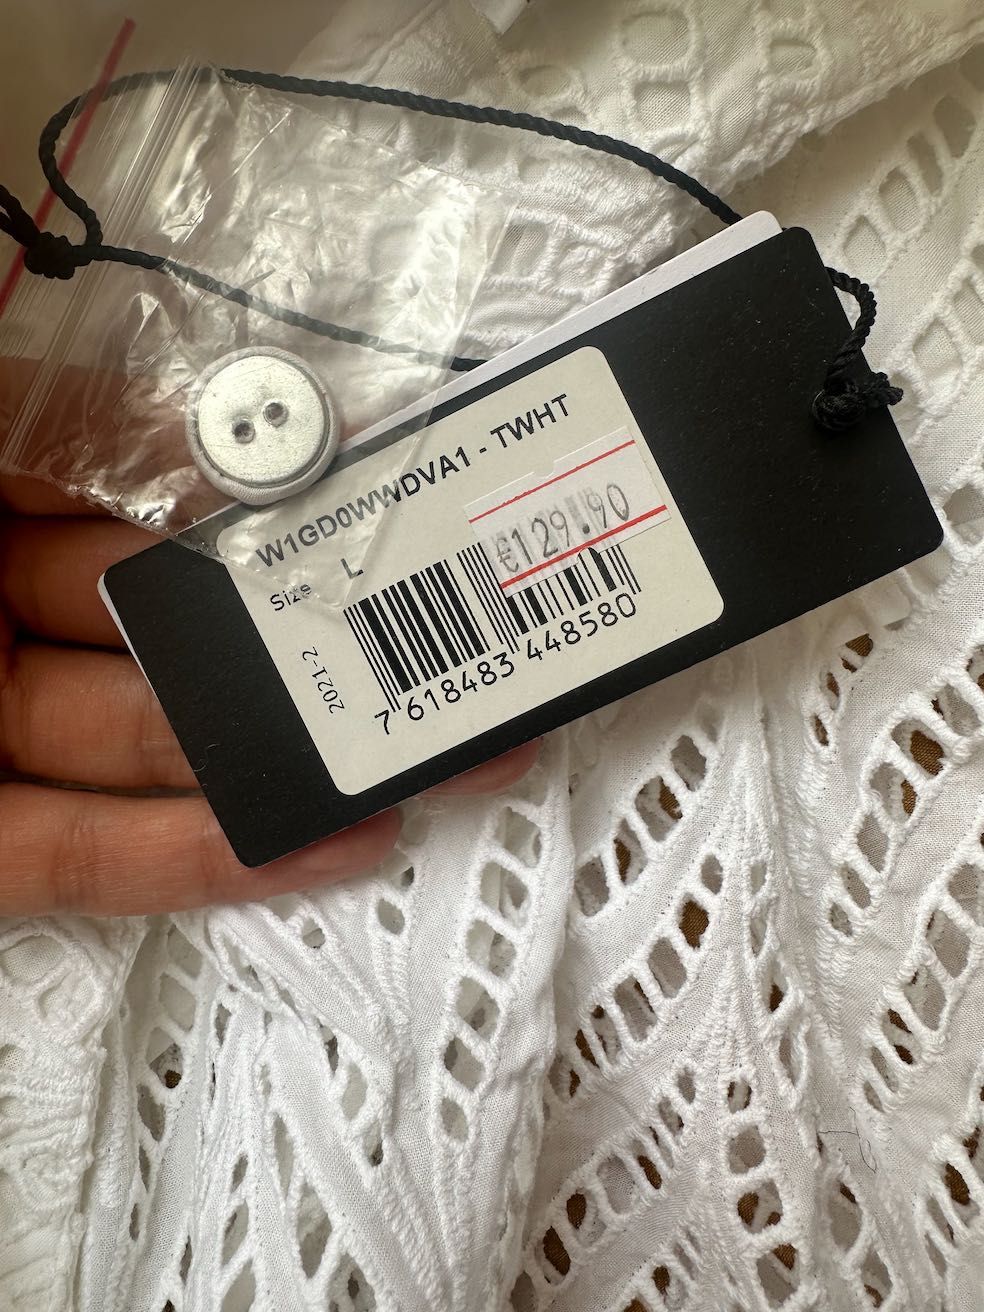 W1GD0WWDVA1 - TWHT
Size L
€129.90
2021-2
7 618483 448580